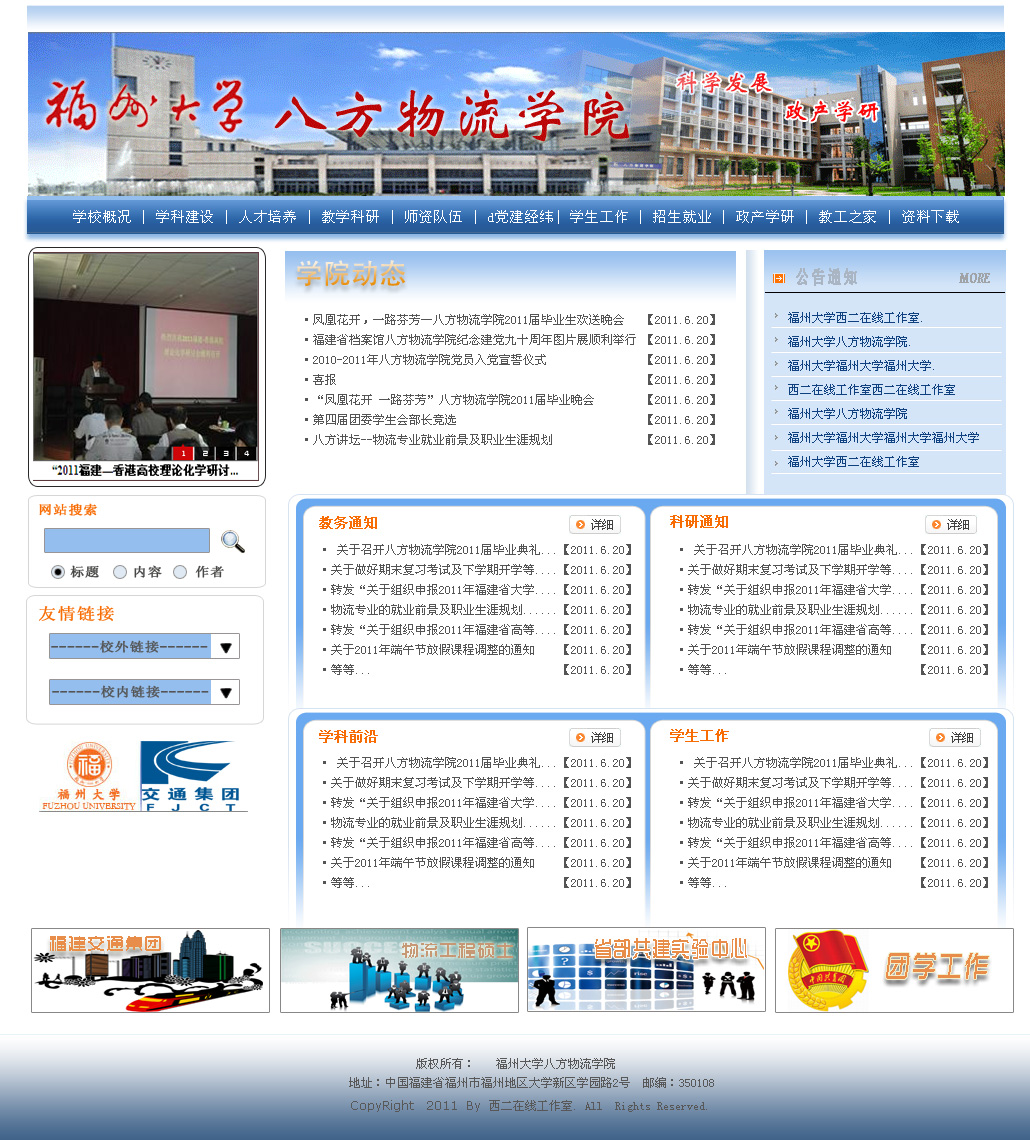 福州大学 八方物流学院
科学发展
政产学研
学校概况 | 学科建设 | 人才培养 | 教学科研 | 师资队伍 | d党建经纬 | 学生工作 | 招生就业 | 政产学研 | 教工之家 | 资料下载
1 2 3 4
“2011福建—香港高校理论化学研讨...
学院动态
凤凰花开，一路芬芳—八方物流学院2011届毕业生欢送晚会 【2011.6.20】
福建省档案馆八方物流学院纪念建党九十周年图片展顺利举行 【2011.6.20】
2010-2011年八方物流学院党员入党宣誓仪式 【2011.6.20】
喜报 【2011.6.20】
“凤凰花开 一路芬芳”八方物流学院2011届毕业晚会 【2011.6.20】
第四届团委学生会部长竞选 【2011.6.20】
八方讲坛--物流专业就业前景及职业生涯规划 【2011.6.20】
公告通知 MORE
福州大学西二在线工作室.
福州大学八方物流学院.
福州大学福州大学福州大学.
西二在线工作室西二在线工作室
福州大学八方物流学院
福州大学福州大学福州大学福州大学
福州大学西二在线工作室
网站搜索
标题 内容 作者
友情链接
------校外链接------
------校内链接------
福
福州大学
FUZHOU UNIVERSITY
交通集团
FJCT
教务通知 详细
关于召开八方物流学院2011届毕业典礼...【2011.6.20】
关于做好期末复习考试及下学期开学等....【2011.6.20】
转发“关于组织申报2011年福建省大学....【2011.6.20】
物流专业的就业前景及职业生涯规划......【2011.6.20】
转发“关于组织申报2011年福建省高等....【2011.6.20】
关于2011年端午节放假课程调整的通知 【2011.6.20】
等等... 【2011.6.20】
科研通知 详细
关于召开八方物流学院2011届毕业典礼...【2011.6.20】
关于做好期末复习考试及下学期开学等....【2011.6.20】
转发“关于组织申报2011年福建省大学....【2011.6.20】
物流专业的就业前景及职业生涯规划......【2011.6.20】
转发“关于组织申报2011年福建省高等....【2011.6.20】
关于2011年端午节放假课程调整的通知 【2011.6.20】
等等... 【2011.6.20】
学科前沿 详细
关于召开八方物流学院2011届毕业典礼...【2011.6.20】
关于做好期末复习考试及下学期开学等....【2011.6.20】
转发“关于组织申报2011年福建省大学....【2011.6.20】
物流专业的就业前景及职业生涯规划......【2011.6.20】
转发“关于组织申报2011年福建省高等....【2011.6.20】
关于2011年端午节放假课程调整的通知 【2011.6.20】
等等... 【2011.6.20】
学生工作 详细
关于召开八方物流学院2011届毕业典礼...【2011.6.20】
关于做好期末复习考试及下学期开学等....【2011.6.20】
转发“关于组织申报2011年福建省大学....【2011.6.20】
物流专业的就业前景及职业生涯规划......【2011.6.20】
转发“关于组织申报2011年福建省高等....【2011.6.20】
关于2011年端午节放假课程调整的通知 【2011.6.20】
等等... 【2011.6.20】
福建交通集团
物流工程硕士
省部共建实验中心
中国共青团
团学工作
版权所有： 福州大学八方物流学院
地址：中国福建省福州市福州地区大学新区学园路2号 邮编：350108
CopyRight 2011 By 西二在线工作室. All Rights Reserved.